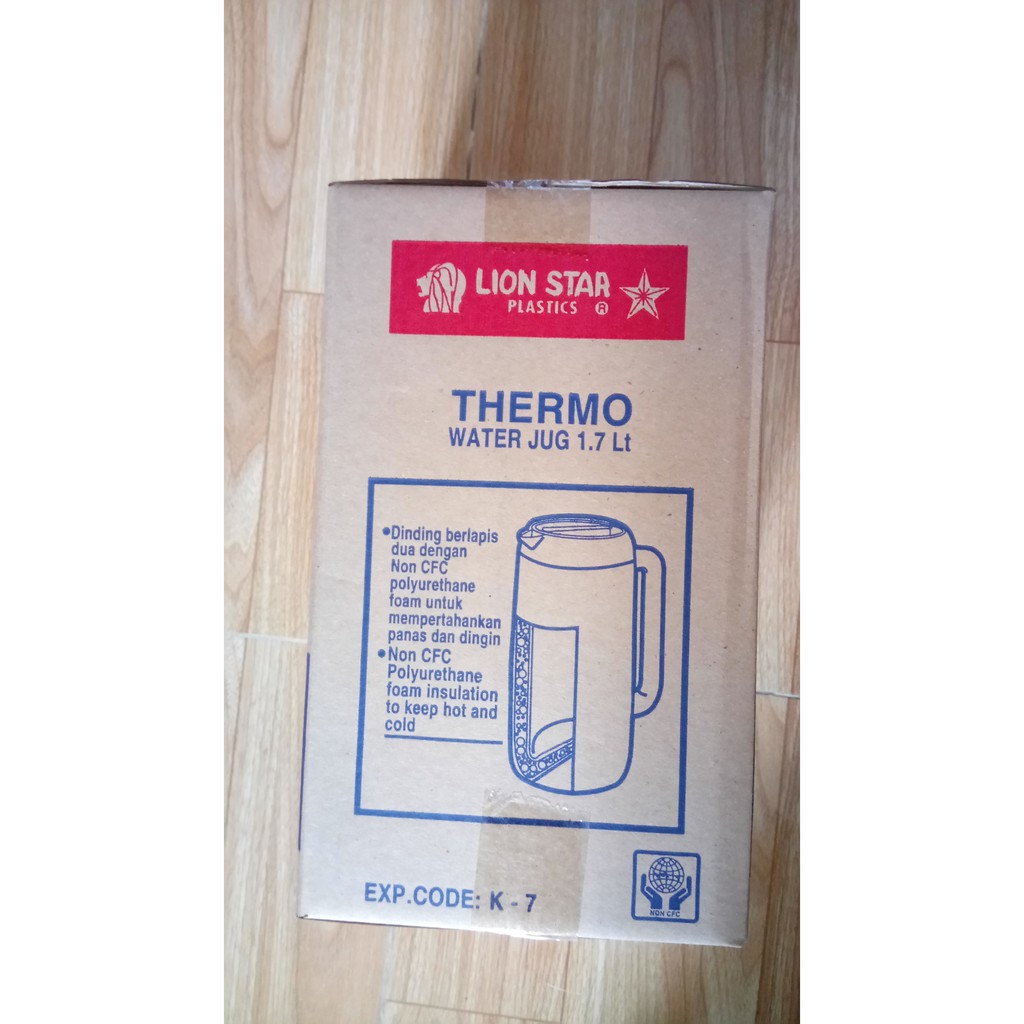 LION STAR
PLASTICS ®
THERMO
WATER JUG 1.7 Lt
•Dinding berlapis
dua dengan
Non CFC
polyurethane
foam untuk
mempertahankan
panas dan dingin
•Non CFC
Polyurethane
foam insulation
to keep hot and
cold
EXP.CODE: K - 7
NON CFC